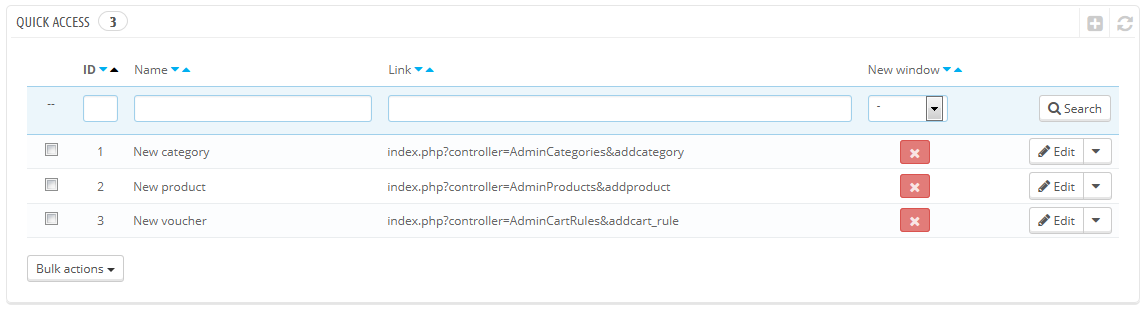 QUICK ACCESS 3
ID Name Link New window
-- - Search
1 New category index.php?controller=AdminCategories&addcategory Edit
2 New product index.php?controller=AdminProducts&addproduct Edit
3 New voucher index.php?controller=AdminCartRules&addcart_rule Edit
Bulk actions